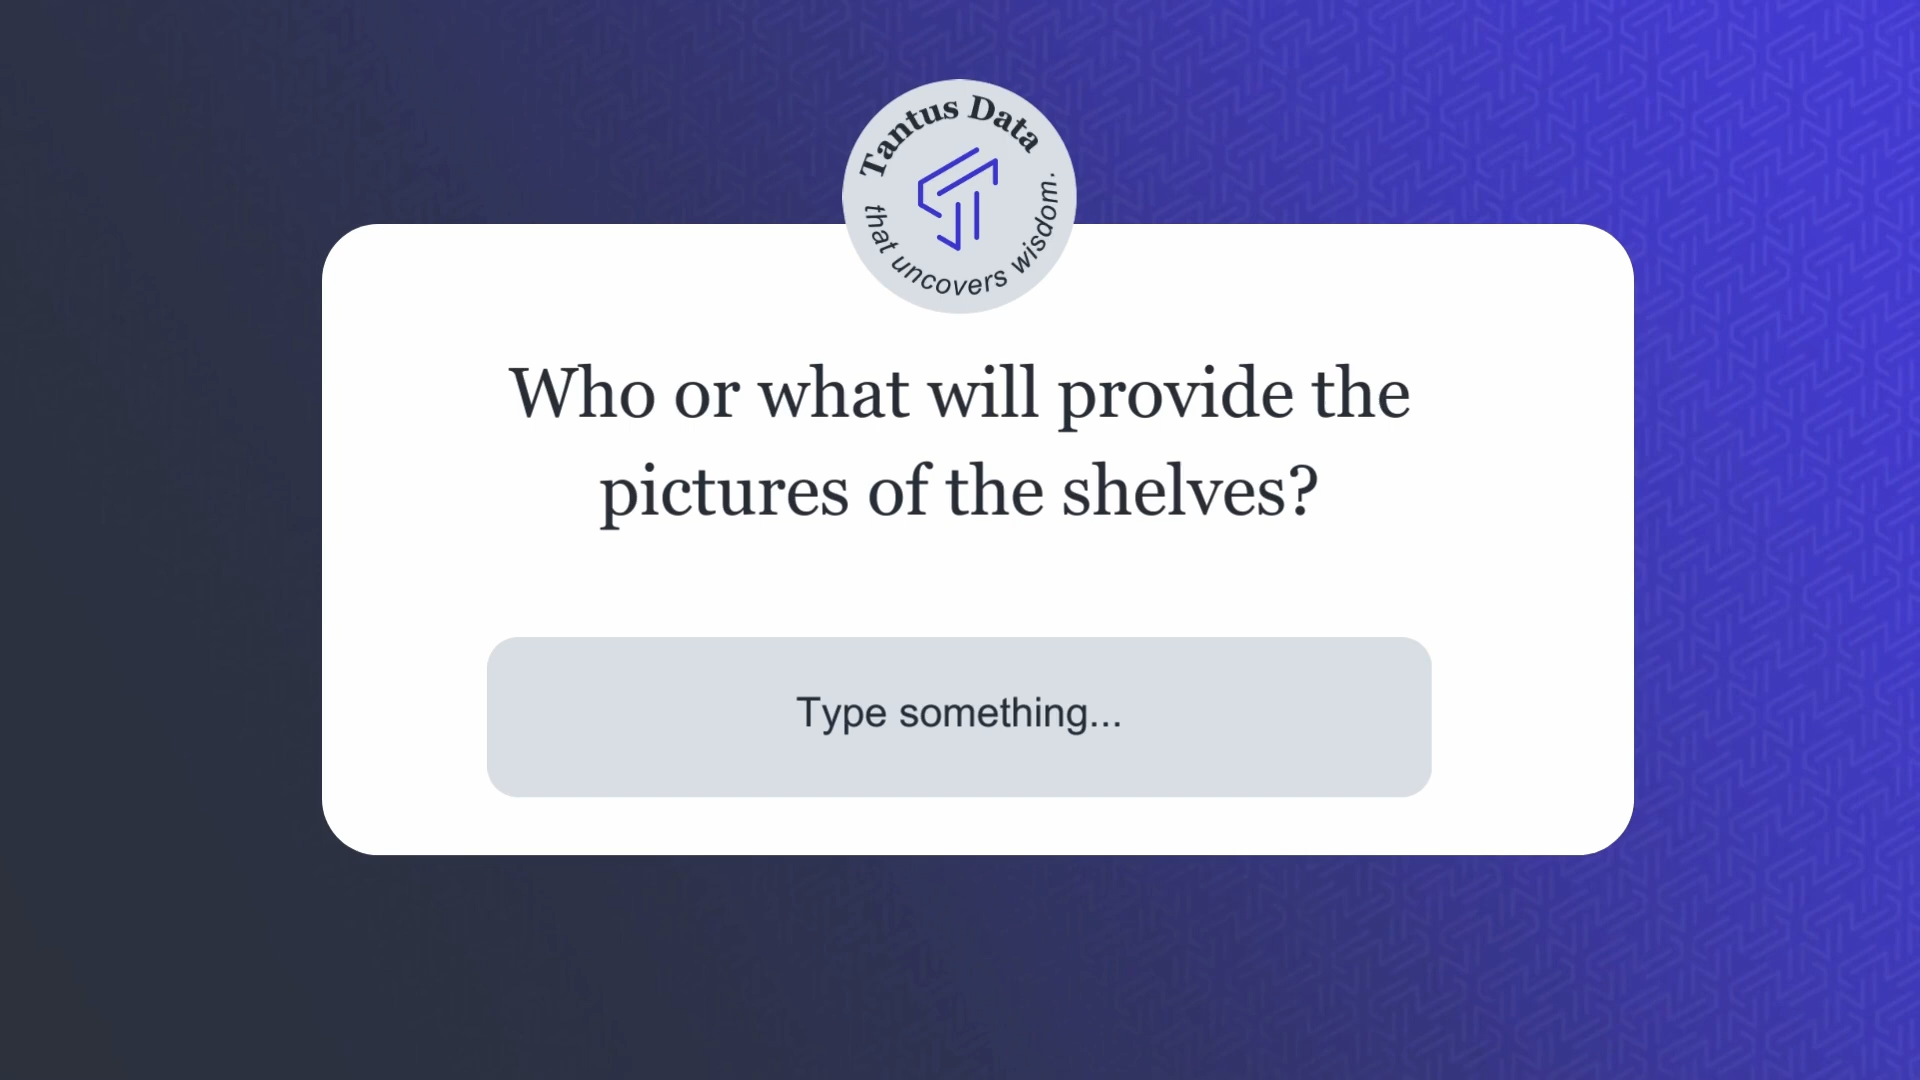 Tantus Data
that uncovers wisdom.
Who or what will provide the
pictures of the shelves?
Type something...